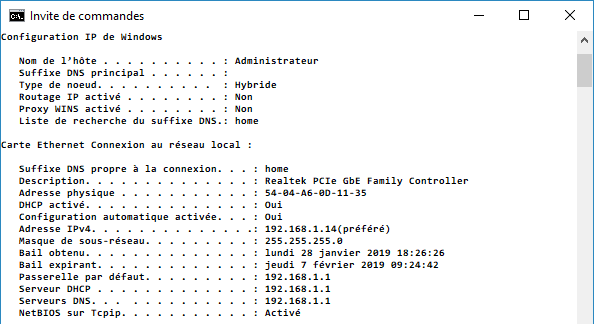 Invite de commandes
Configuration IP de Windows
Nom de l’hôte . . . . . . . . . . : Administrateur
Suffixe DNS principal . . . . . . :
Type de noeud. . . . . . . . . .  : Hybride
Routage IP activé . . . . . . . . : Non
Proxy WINS activé . . . . . . . . : Non
Liste de recherche du suffixe DNS.: home
Carte Ethernet Connexion au réseau local :
Suffixe DNS propre à la connexion. . . : home
Description. . . . . . . . . . . . . . : Realtek PCIe GbE Family Controller
Adresse physique . . . . . . . . . . . : 54-04-A6-0D-11-35
DHCP activé. . . . . . . . . . . . . . : Oui
Configuration automatique activée. . . : Oui
Adresse IPv4. . . . . . . . . . . . . .: 192.168.1.14(préféré)
Masque de sous-réseau. . . . . . . . . : 255.255.255.0
Bail obtenu. . . . . . . . . . . . . . : lundi 28 janvier 2019 18:26:26
Bail expirant. . . . . . . . . . . . . : jeudi 7 février 2019 09:24:42
Passerelle par défaut. . . . . . . . . : 192.168.1.1
Serveur DHCP . . . . . . . . . . . . . : 192.168.1.1
Serveurs DNS. . .  . . . . . . . . . . : 192.168.1.1
NetBIOS sur Tcpip. . . . . . . . . . . : Activé